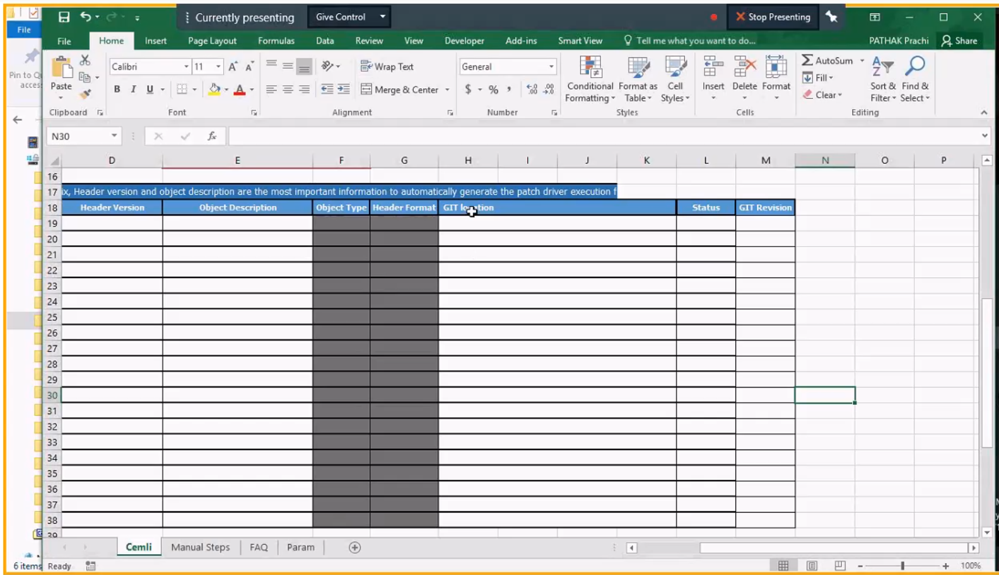 Currently presenting
Give Control
Stop Presenting
File
File Home Insert Page Layout Formulas Data Review View Developer Add-ins Smart View Tell me what you want to do... PATHAK Prachi Share
Pin to
Paste
Calibri 11
B I U
Wrap Text
Merge & Center
General
$ % ,
Conditional Formatting
Format as Table
Cell Styles
Insert Delete Format
AutoSum
Fill
Clear
Sort & Filter
Find & Select
Clipboard Font Alignment Number Styles Cells Editing
N30
fx
D E F G H I J K L M N O P
16
17 x, Header version and object description are the most important information to automatically generate the patch driver execution f
18 Header Version Object Description Object Type Header Format GIT location Status GIT Revision
19
20
21
22
23
24
25
26
27
28
29
30
31
32
33
34
35
36
37
38
39
Cemli Manual Steps FAQ Param
6 items
Ready
100%